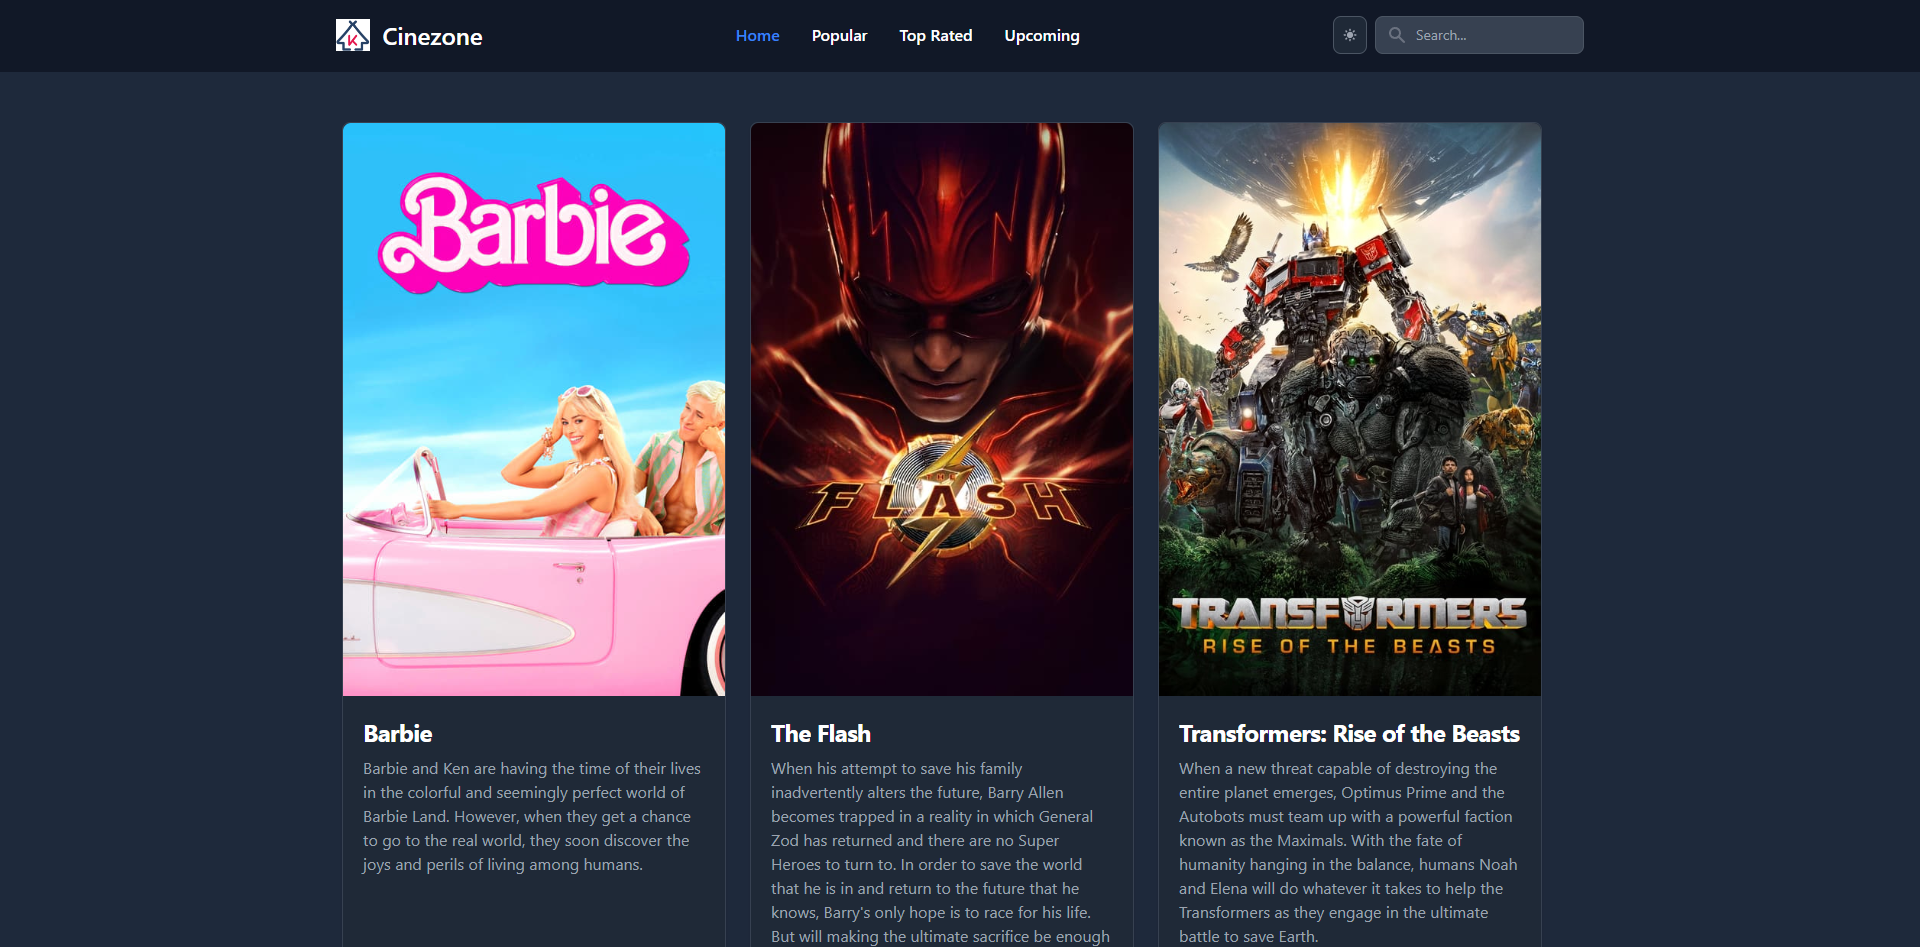 K
Cinezone
Home
Popular
Top Rated
Upcoming
Search...
Barbie
THE
FLASH
TRANSFORMERS
RISE OF THE BEASTS
Barbie
Barbie and Ken are having the time of their lives
in the colorful and seemingly perfect world of
Barbie Land. However, when they get a chance
to go to the real world, they soon discover the
joys and perils of living among humans.
The Flash
When his attempt to save his family
inadvertently alters the future, Barry Allen
becomes trapped in a reality in which General
Zod has returned and there are no Super
Heroes to turn to. In order to save the world
that he is in and return to the future that he
knows, Barry's only hope is to race for his life.
But will making the ultimate sacrifice be enough
Transformers: Rise of the Beasts
When a new threat capable of destroying the
entire planet emerges, Optimus Prime and the
Autobots must team up with a powerful faction
known as the Maximals. With the fate of
humanity hanging in the balance, humans Noah
and Elena will do whatever it takes to help the
Transformers as they engage in the ultimate
battle to save Earth.